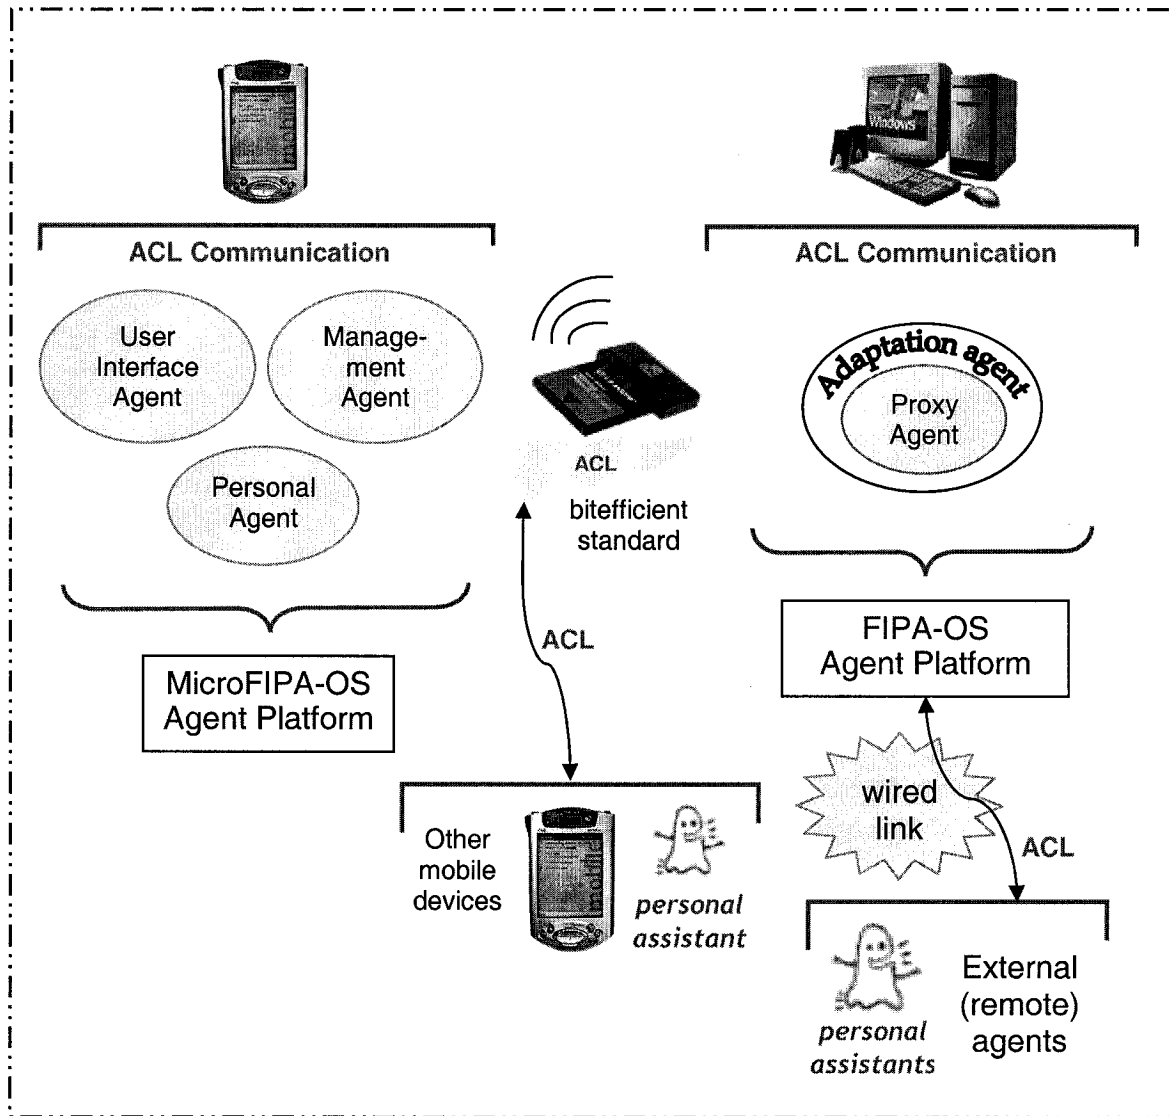 Windows
ACL Communication
ACL Communication
User
Interface
Agent
Manage-
ment
Agent
Personal
Agent
ACL
bitefficient
standard
Adaptation agent
Proxy
Agent
MicroFIPA-OS
Agent Platform
ACL
FIPA-OS
Agent Platform
wired
link
ACL
Other
mobile
devices
personal
assistant
personal
assistants
External
(remote)
agents